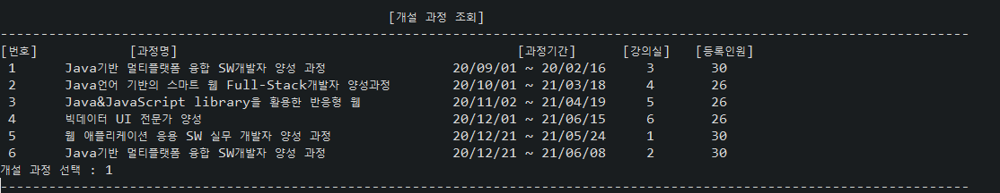 [개설 과정 조회]
------------------------------------------------------------------------------------------------------------------------
[번호] [과정명] [과정기간] [강의실] [등록인원]
1 Java기반 멀티플랫폼 융합 SW개발자 양성 과정 20/09/01 ~ 20/02/16 3 30
2 Java언어 기반의 스마트 웹 Full-Stack개발자 양성과정 20/10/01 ~ 21/03/18 4 26
3 Java&JavaScript library을 활용한 반응형 웹 20/11/02 ~ 21/04/19 5 26
4 빅데이터 UI 전문가 양성 20/12/01 ~ 21/06/15 6 26
5 웹 애플리케이션 응용 SW 실무 개발자 양성 과정 20/12/21 ~ 21/05/24 1 30
6 Java기반 멀티플랫폼 융합 SW개발자 양성 과정 20/12/21 ~ 21/06/08 2 30
개설 과정 선택 : 1
------------------------------------------------------------------------------------------------------------------------